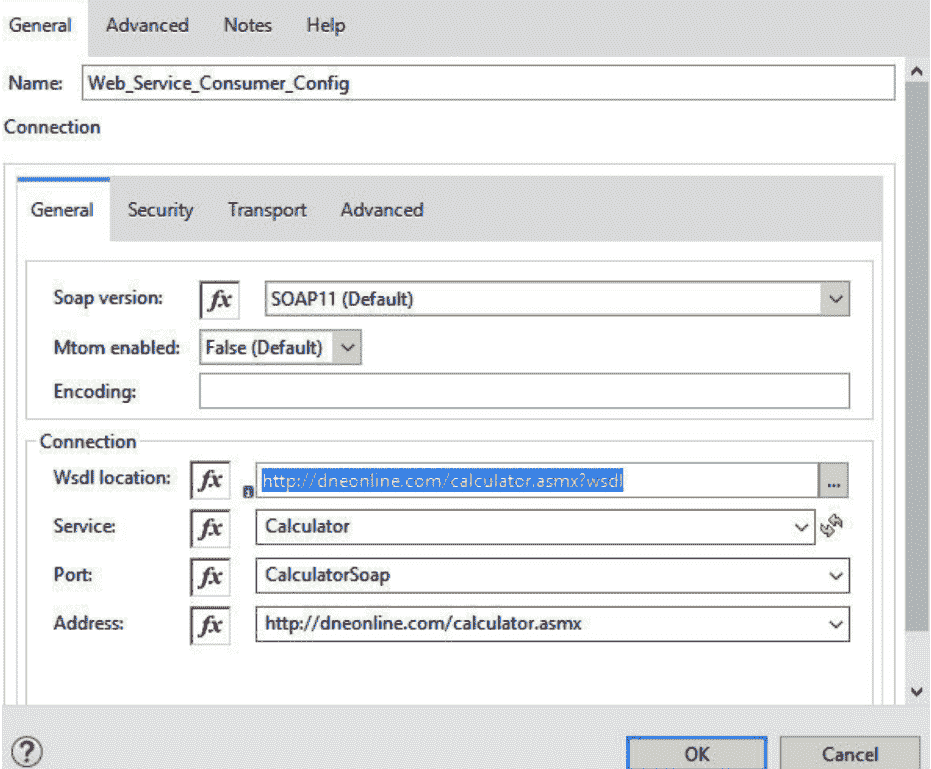 General Advanced Notes Help
Name: Web_Service_Consumer_Config
Connection
General Security Transport Advanced
Soap version: fx SOAP11 (Default)
Mtom enabled: False (Default)
Encoding:
Connection
Wsdl location: fx http://dneonline.com/calculator.asmx?wsdl ...
Service: fx Calculator
Port: fx CalculatorSoap
Address: fx http://dneonline.com/calculator.asmx
? OK Cancel